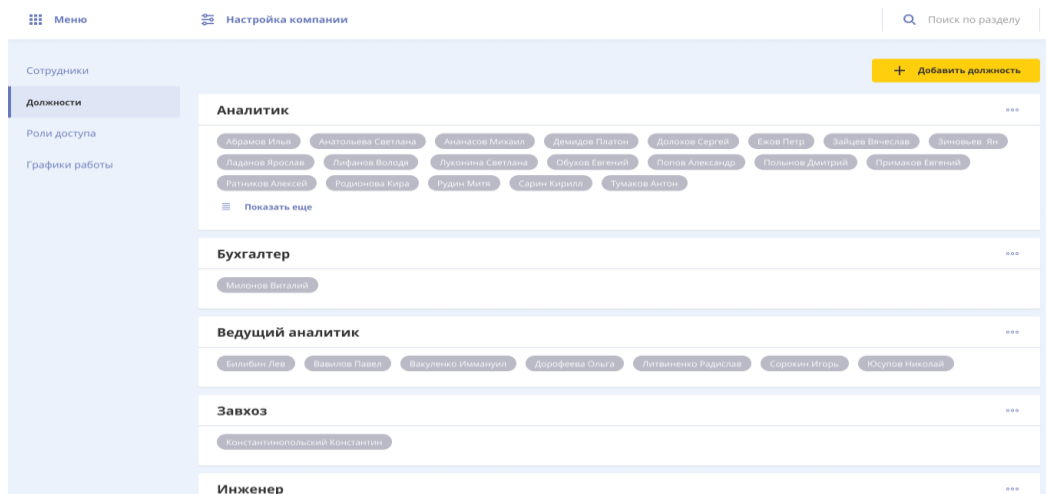 Меню
Настройка компании
Поиск по разделу
Сотрудники
Должности
Роли доступа
Графики работы
+ Добавить должность
Аналитик
Абрамов Илья Анатольева Светлана Ананасов Михаил Демидов Платон Долохов Сергей Ежов Петр Зайцев Вячеслав Зиновьев Ян
Ладанов Ярослав Лифанов Володя Луконина Светлана Обухов Евгений Попов Александр Полынов Дмитрий Примаков Евгений
Ратников Алексей Родионова Кира Рудин Митя Сарин Кирилл Тумаков Антон
Показать еще
Бухгалтер
Милонов Виталий
Ведущий аналитик
Билибин Лев Вавилов Павел Вакуленко Иммануил Дорофеева Ольга Литвиненко Радислав Сорокин Игорь Юсупов Николай
Завхоз
Константинопольский Константин
Инженер